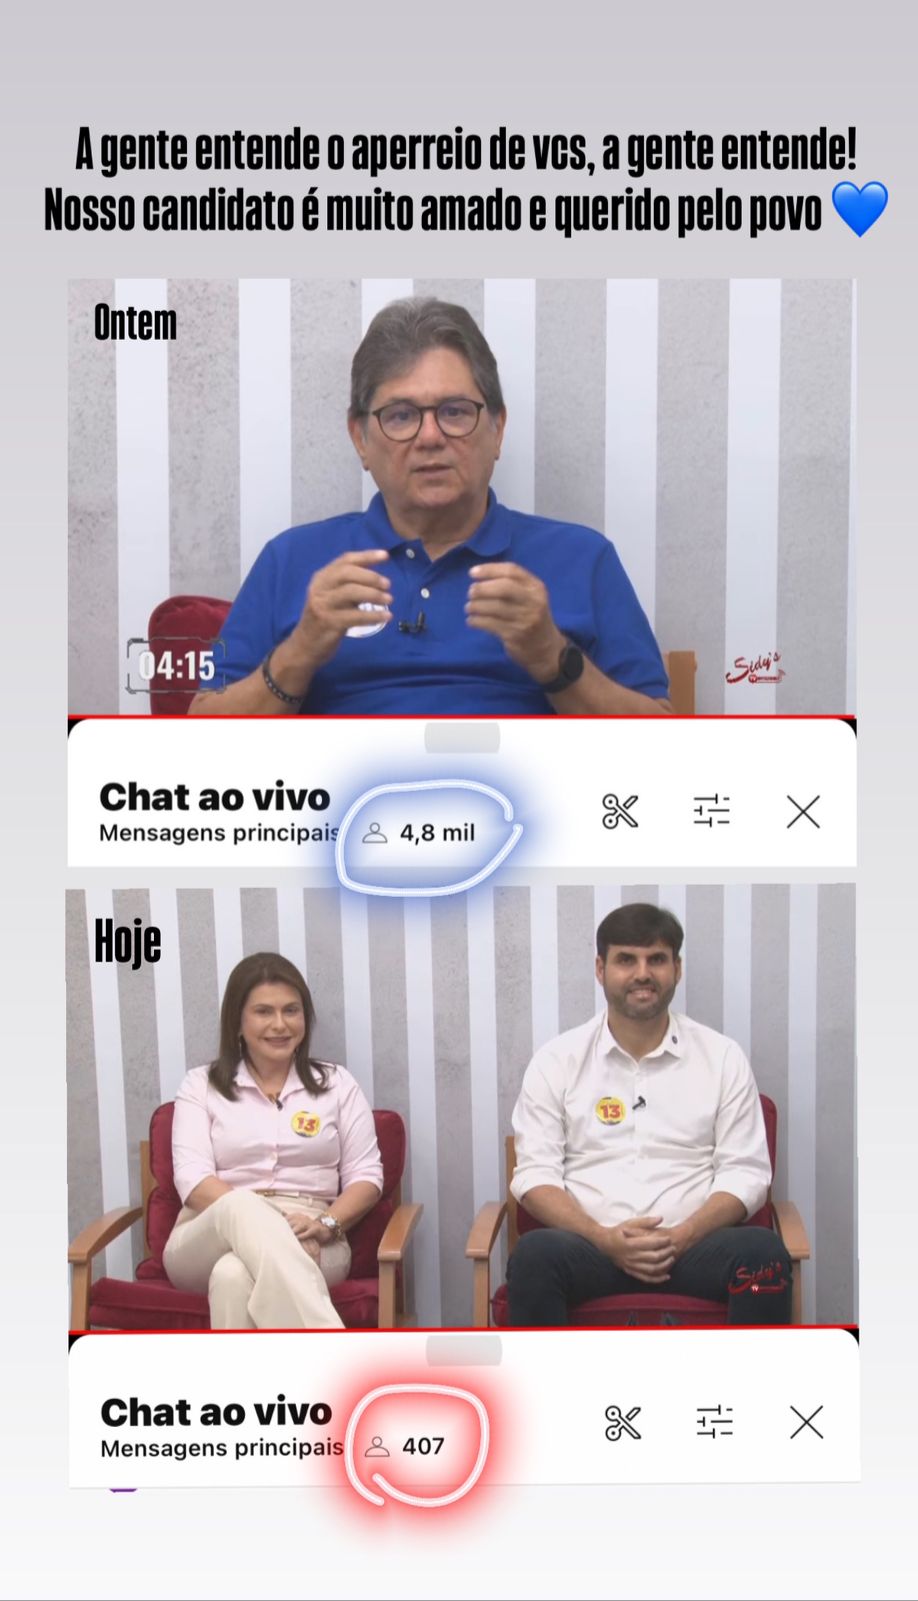 A gente entende o aperreio de vcs, a gente entende!
Nosso candidato é muito amado e querido pelo povo 💙
Ontem
04:15
Sidy's
Chat ao vivo
Mensagens principais 4,8 mil
Hoje
13
13
Sidy's
TV
Chat ao vivo
Mensagens principais 407